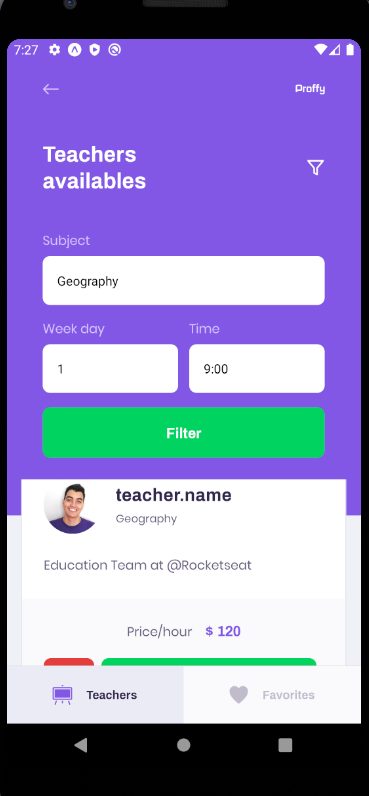 7:27
Proffy
Teachers
availables
Subject
Geography
Week day
Time
1
9:00
Filter
teacher.name
Geography
Education Team at @Rocketseat
Price/hour $ 120
Teachers
Favorites